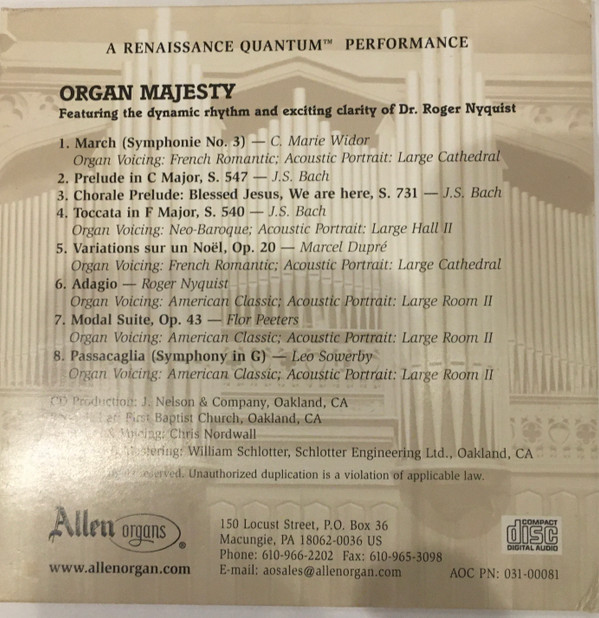 A RENAISSANCE QUANTUM™ PERFORMANCE
ORGAN MAJESTY
Featuring the dynamic rhythm and exciting clarity of Dr. Roger Nyquist
1. March (Symphonie No. 3) — C. Marie Widor
Organ Voicing: French Romantic; Acoustic Portrait: Large Cathedral
2. Prelude in C Major, S. 547 — J.S. Bach
3. Chorale Prelude: Blessed Jesus, We are here, S. 731 — J.S. Bach
4. Toccata in F Major, S. 540 — J.S. Bach
Organ Voicing: Neo-Baroque; Acoustic Portrait: Large Hall II
5. Variations sur un Noël, Op. 20 — Marcel Dupré
Organ Voicing: French Romantic; Acoustic Portrait: Large Cathedral
6. Adagio — Roger Nyquist
Organ Voicing: American Classic; Acoustic Portrait: Large Room II
7. Modal Suite, Op. 43 — Flor Peeters
Organ Voicing: American Classic; Acoustic Portrait: Large Room II
8. Passacaglia (Symphony in G) — Leo Sowerby
Organ Voicing: American Classic; Acoustic Portrait: Large Room II
CD Production: J. Nelson & Company, Oakland, CA
First Baptist Church, Oakland, CA
Voicing: Chris Nordwall
Mastering: William Schlotter, Schlotter Engineering Ltd., Oakland, CA
reserved. Unauthorized duplication is a violation of applicable law.
Allen organs®
www.allenorgan.com
150 Locust Street, P.O. Box 36
Macungie, PA 18062-0036 US
Phone: 610-966-2202 Fax: 610-965-3098
E-mail: aosales@allenorgan.com
COMPACT
disc
DIGITAL AUDIO
AOC PN: 031-00081